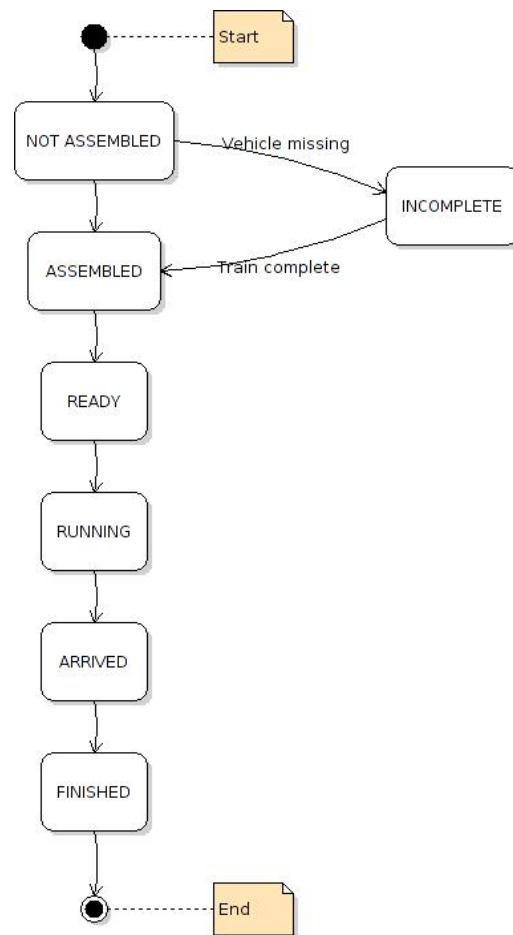 Start
NOT ASSEMBLED
Vehicle missing
INCOMPLETE
ASSEMBLED
Train complete
READY
RUNNING
ARRIVED
FINISHED
End